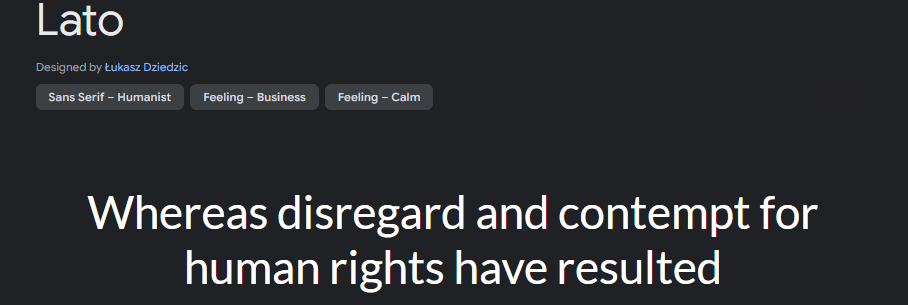 Lato
Designed by Łukasz Dziedzic
Sans Serif – Humanist Feeling – Business Feeling – Calm
Whereas disregard and contempt for
human rights have resulted